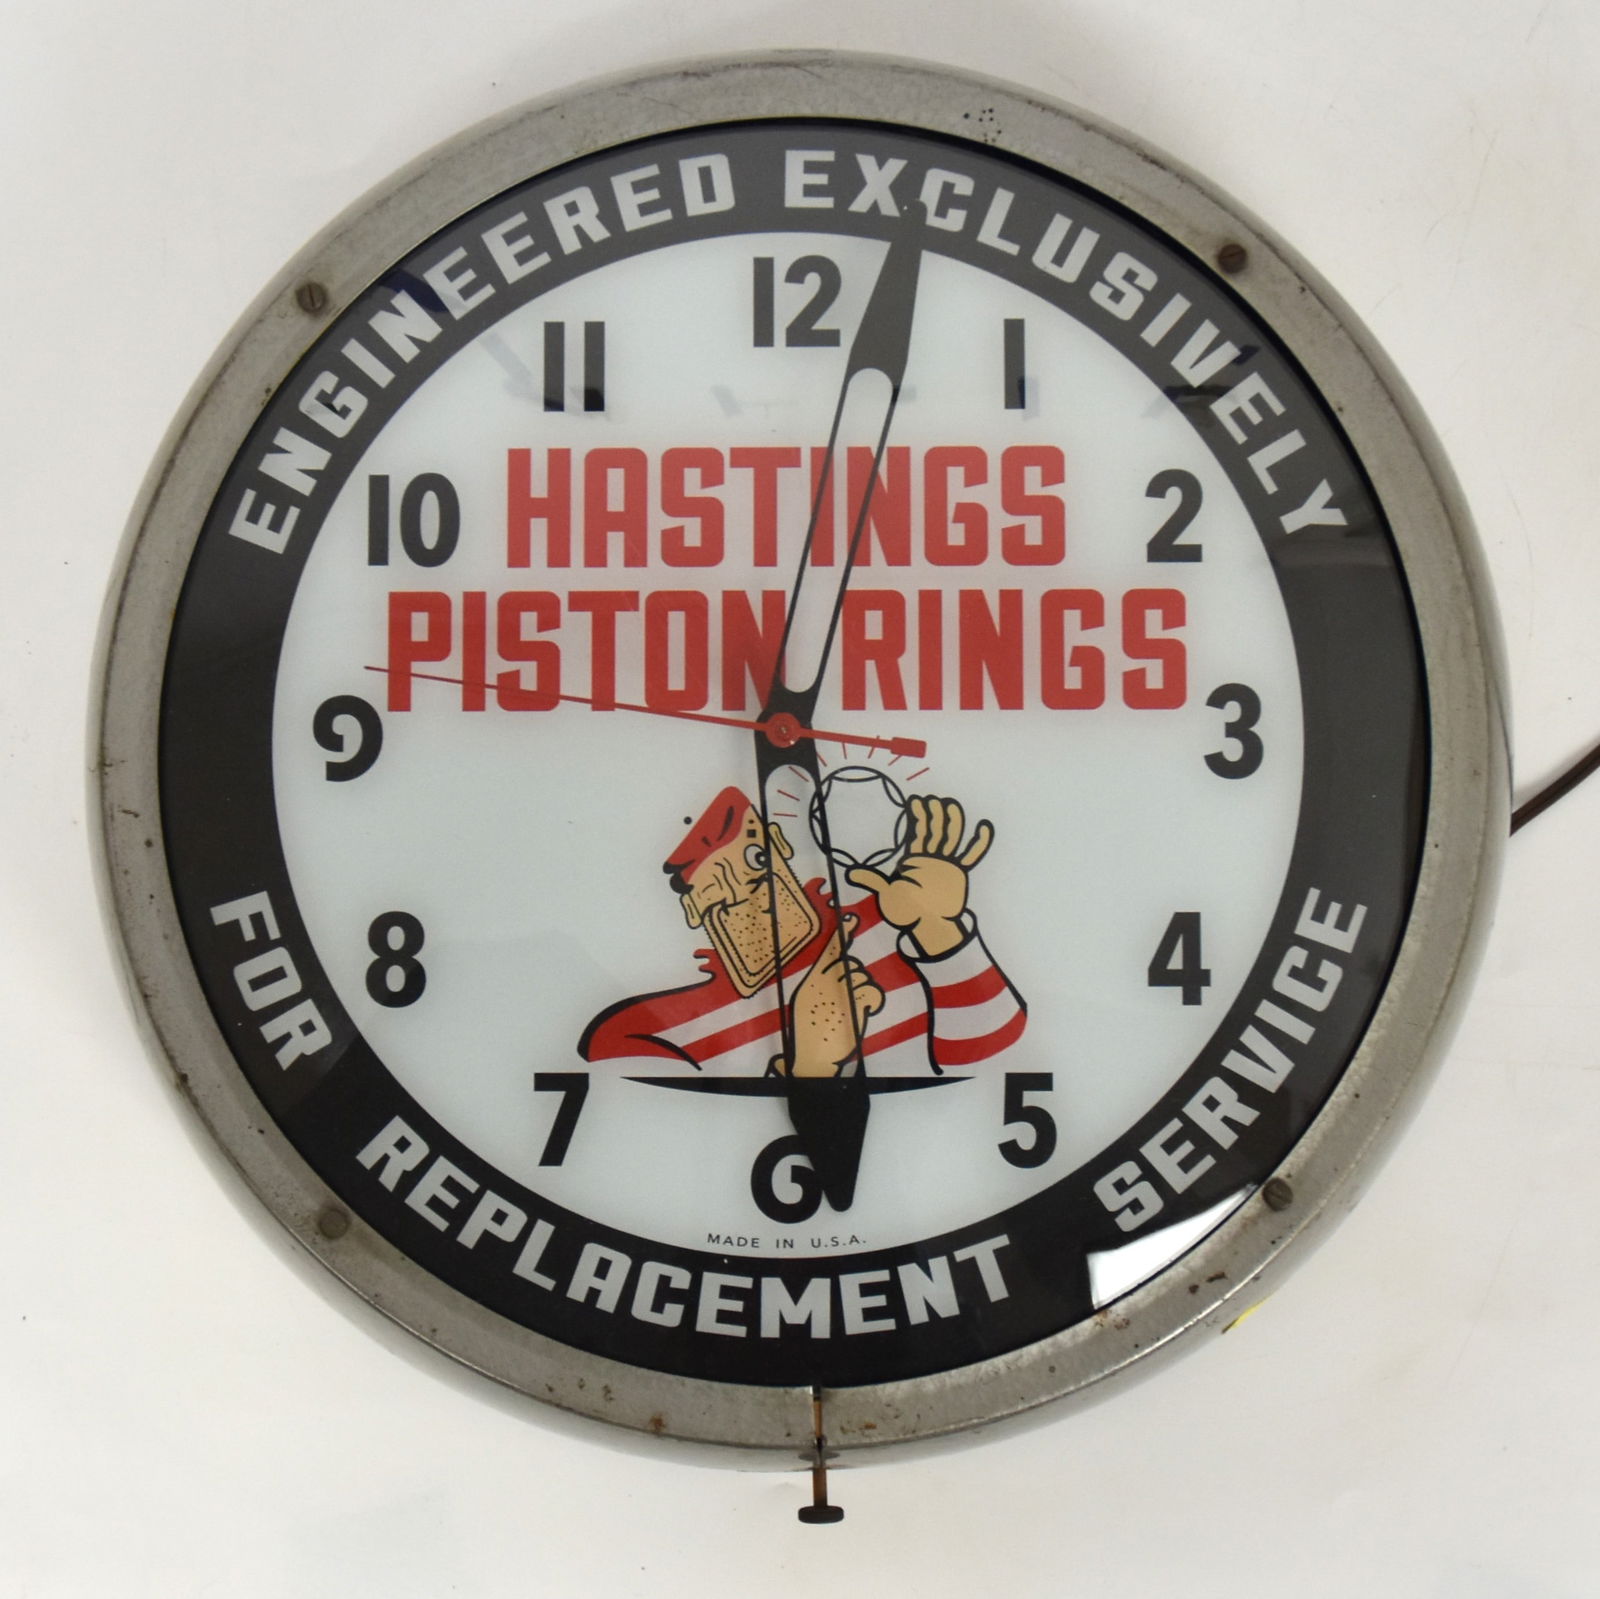 ENGINEERED EXCLUSIVELY
12
11 1
HASTINGS
10 2
PISTON RINGS
9 3
8 4
7 5
6
MADE IN U.S.A.
FOR REPLACEMENT SERVICE